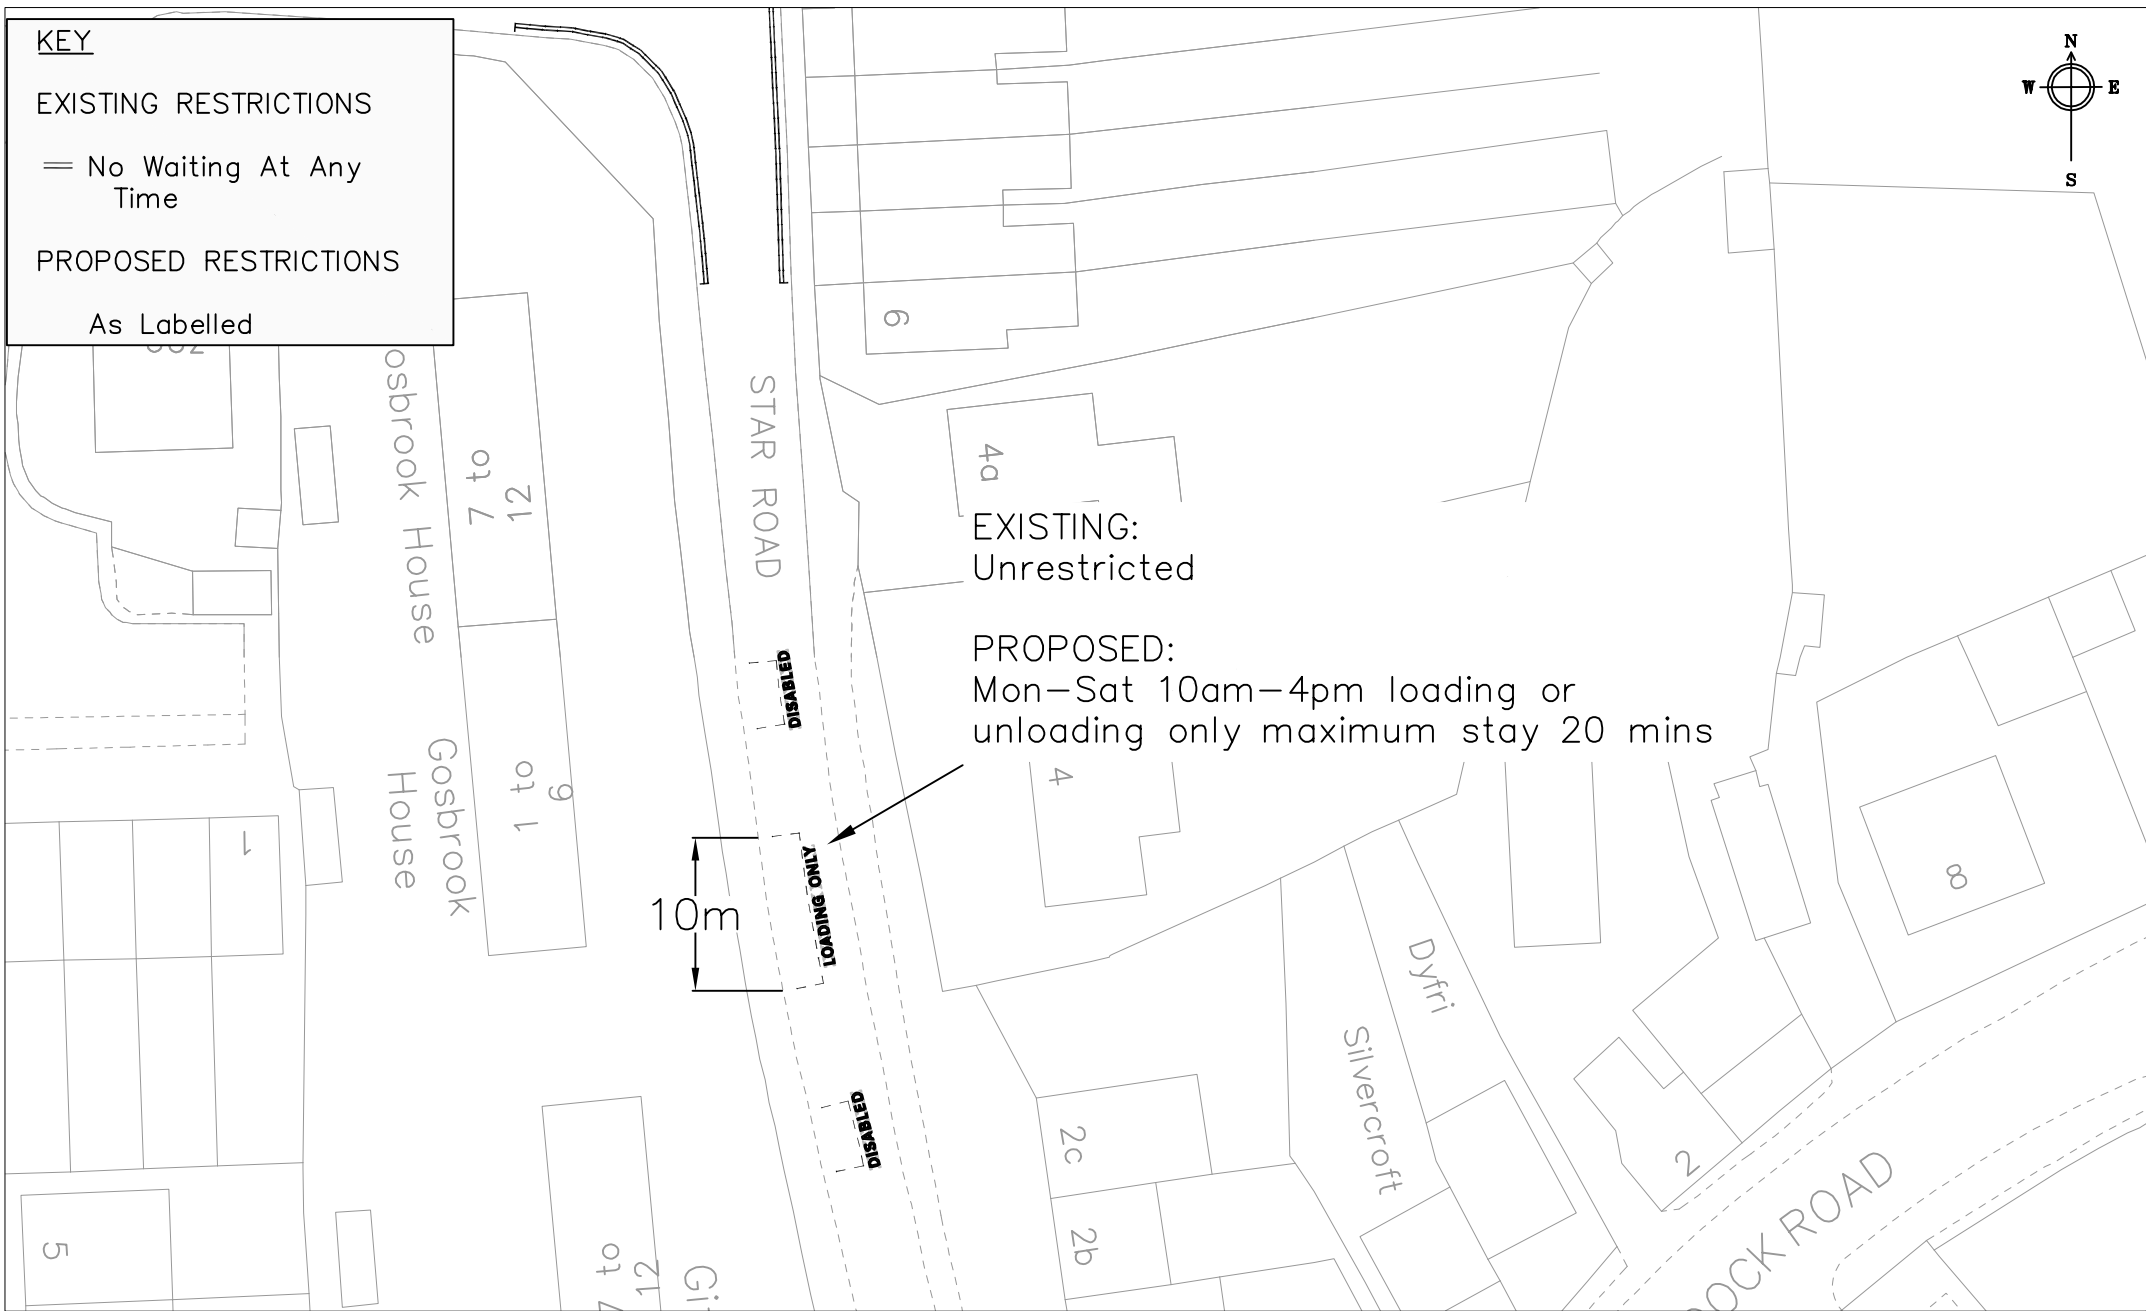 KEY
EXISTING RESTRICTIONS
No Waiting At Any
Time
PROPOSED RESTRICTIONS
As Labelled
N
W E
S
6
STAR ROAD
4a
osbrook House
7
to
12
EXISTING:
Unrestricted
PROPOSED:
Mon-Sat 10am-4pm loading or
unloading only maximum stay 20 mins
DISABLED
4
Gosbrook
House
1
to
6
1
10m
LOADING ONLY
8
Dyfri
Silvercroft
DISABLED
2c
2b
2
OCK ROAD
5
to
12
Gi